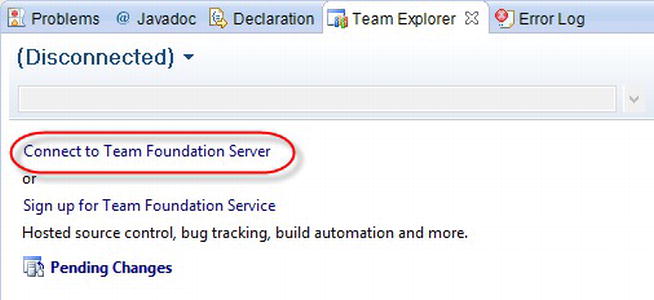 Problems @ Javadoc Declaration Team Explorer Error Log
(Disconnected)
Connect to Team Foundation Server
or
Sign up for Team Foundation Service
Hosted source control, bug tracking, build automation and more.
Pending Changes